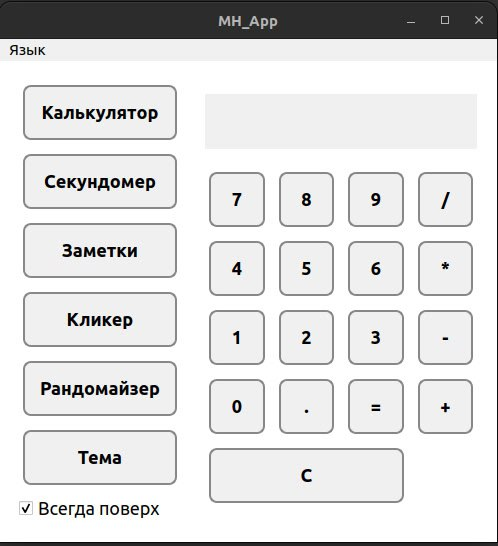 MH_App
Язык
Калькулятор
Секундомер
Заметки
Кликер
Рандомайзер
Тема
Всегда поверх
7 8 9 /
4 5 6 *
1 2 3 -
0 . = +
C